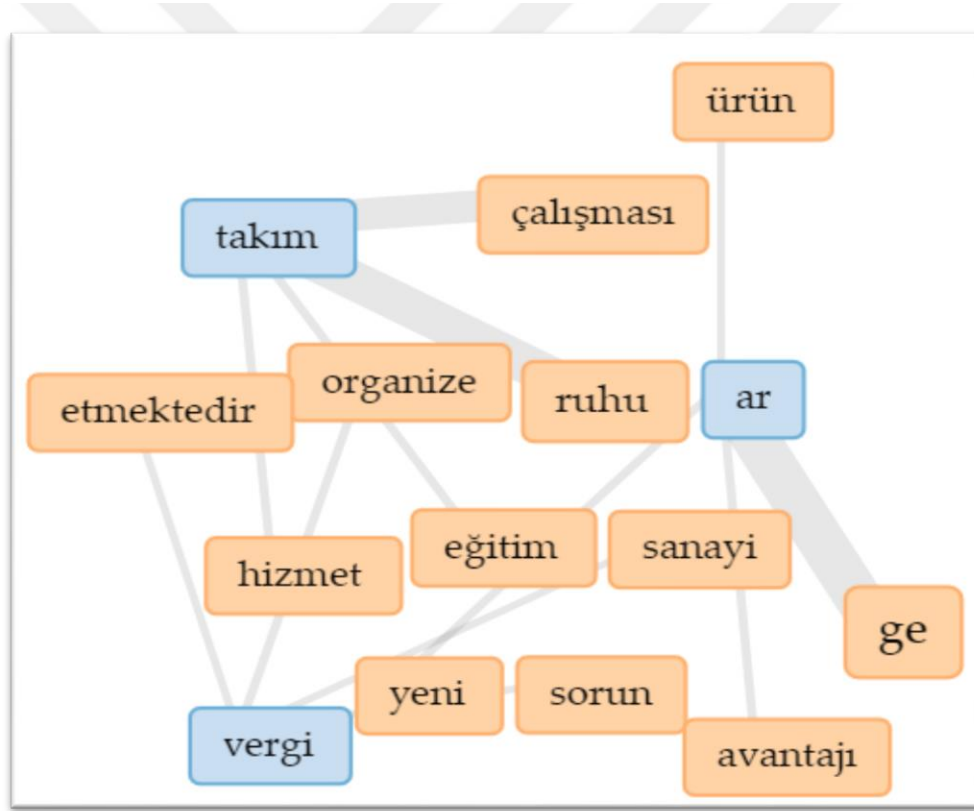 ürün
çalışması
takım
organize
etmektedir
ruhu
ar
eğitim
sanayi
hizmet
ge
yeni
sorun
vergi
avantajı